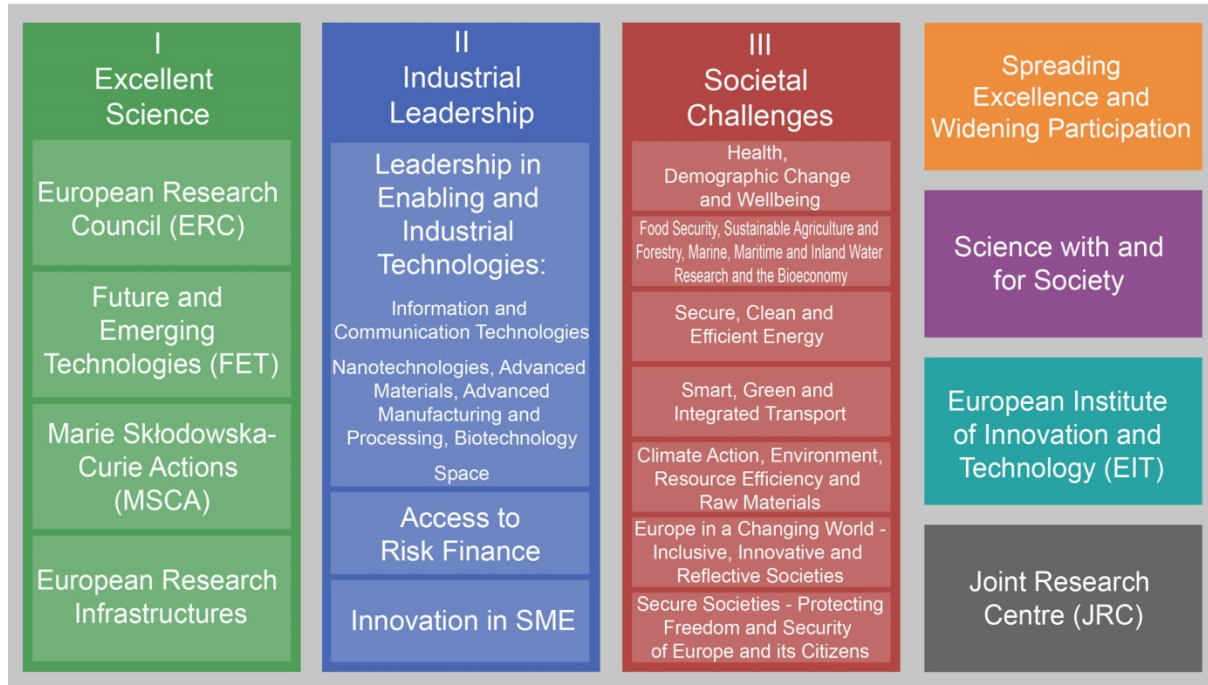 I
Excellent
Science
European Research
Council (ERC)
Future and
Emerging
Technologies (FET)
Marie Skłodowska-
Curie Actions
(MSCA)
European Research
Infrastructures
II
Industrial
Leadership
Leadership in
Enabling and
Industrial
Technologies:
Information and
Communication Technologies
Nanotechnologies, Advanced
Materials, Advanced
Manufacturing and
Processing, Biotechnology
Space
Access to
Risk Finance
Innovation in SME
III
Societal
Challenges
Health,
Demographic Change
and Wellbeing
Food Security, Sustainable Agriculture and
Forestry, Marine, Maritime and Inland Water
Research and the Bioeconomy
Secure, Clean and
Efficient Energy
Smart, Green and
Integrated Transport
Climate Action, Environment,
Resource Efficiency and
Raw Materials
Europe in a Changing World -
Inclusive, Innovative and
Reflective Societies
Secure Societies - Protecting
Freedom and Security
of Europe and its Citizens
Spreading
Excellence and
Widening Participation
Science with and
for Society
European Institute
of Innovation and
Technology (EIT)
Joint Research
Centre (JRC)